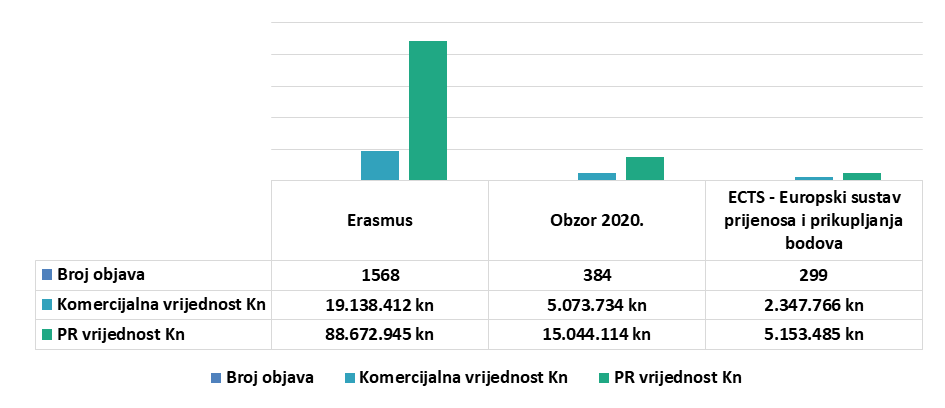 Erasmus
Obzor 2020.
ECTS - Europski sustav
prijenosa i prikupljanja
bodova
Broj objava 1568 384 299
Komercijalna vrijednost Kn 19.138.412 kn 5.073.734 kn 2.347.766 kn
PR vrijednost Kn 88.672.945 kn 15.044.114 kn 5.153.485 kn
Broj objava Komercijalna vrijednost Kn PR vrijednost Kn